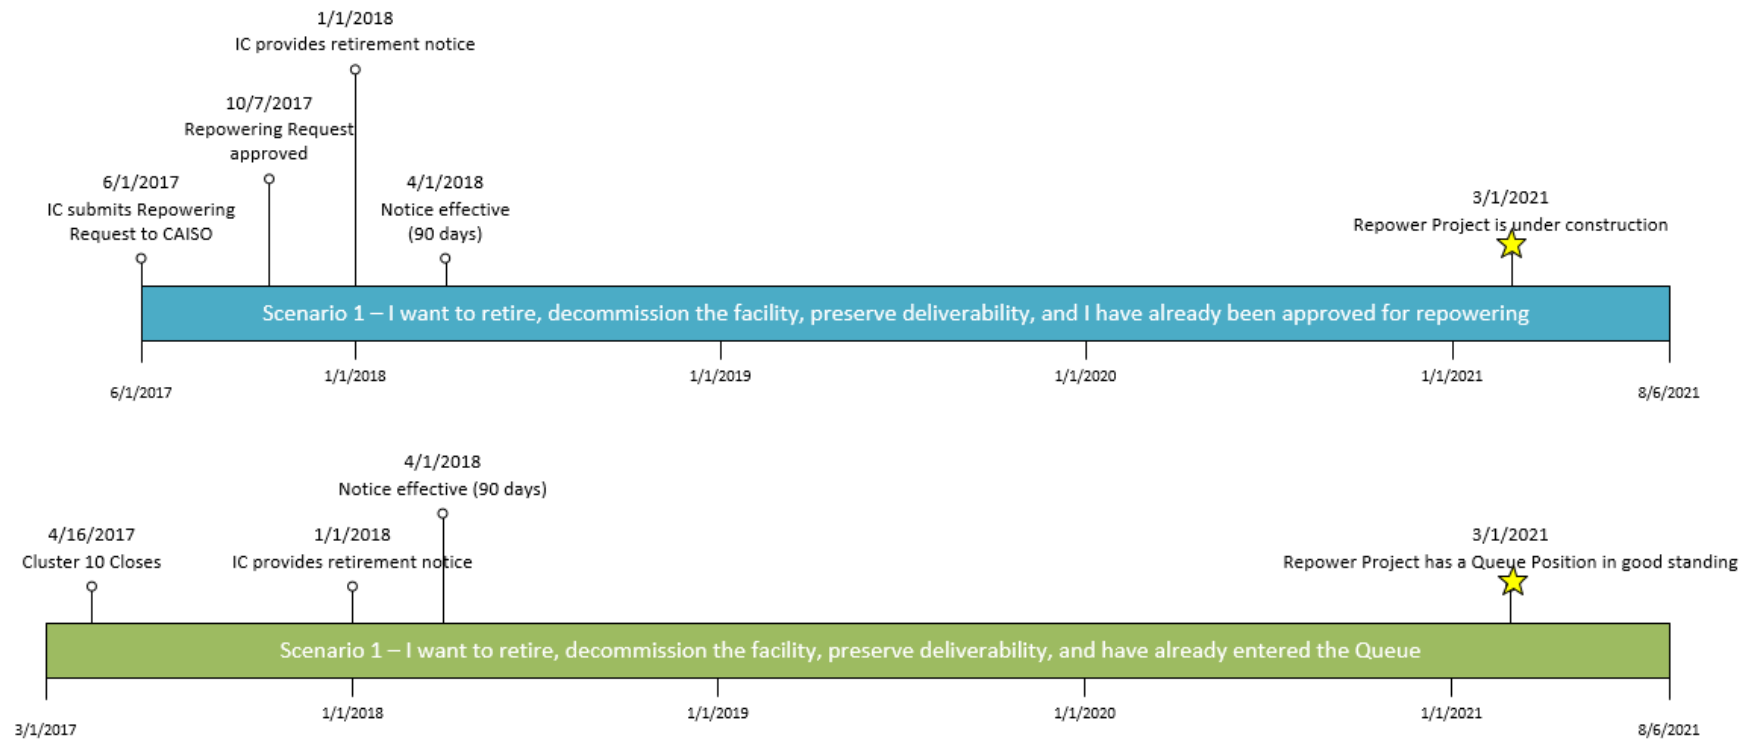 1/1/2018
IC provides retirement notice
10/7/2017
Repowering Request
approved
6/1/2017
IC submits Repowering
Request to CAISO
4/1/2018
Notice effective
(90 days)
3/1/2021
Repower Project is under construction
Scenario 1 – I want to retire, decommission the facility, preserve deliverability, and I have already been approved for repowering
6/1/2017
1/1/2018
1/1/2019
1/1/2020
1/1/2021
8/6/2021
4/1/2018
Notice effective (90 days)
4/16/2017
Cluster 10 Closes
1/1/2018
IC provides retirement notice
3/1/2021
Repower Project has a Queue Position in good standing
Scenario 1 – I want to retire, decommission the facility, preserve deliverability, and have already entered the Queue
3/1/2017
1/1/2018
1/1/2019
1/1/2020
1/1/2021
8/6/2021